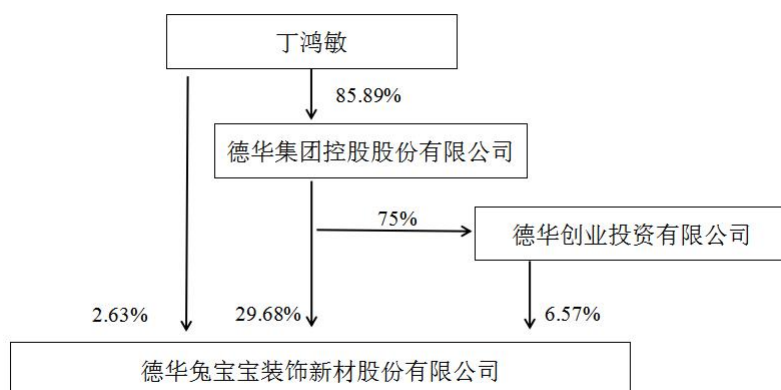 丁鸿敏
85.89%
德华集团控股股份有限公司
75%
德华创业投资有限公司
2.63%
29.68%
6.57%
德华兔宝宝装饰新材股份有限公司